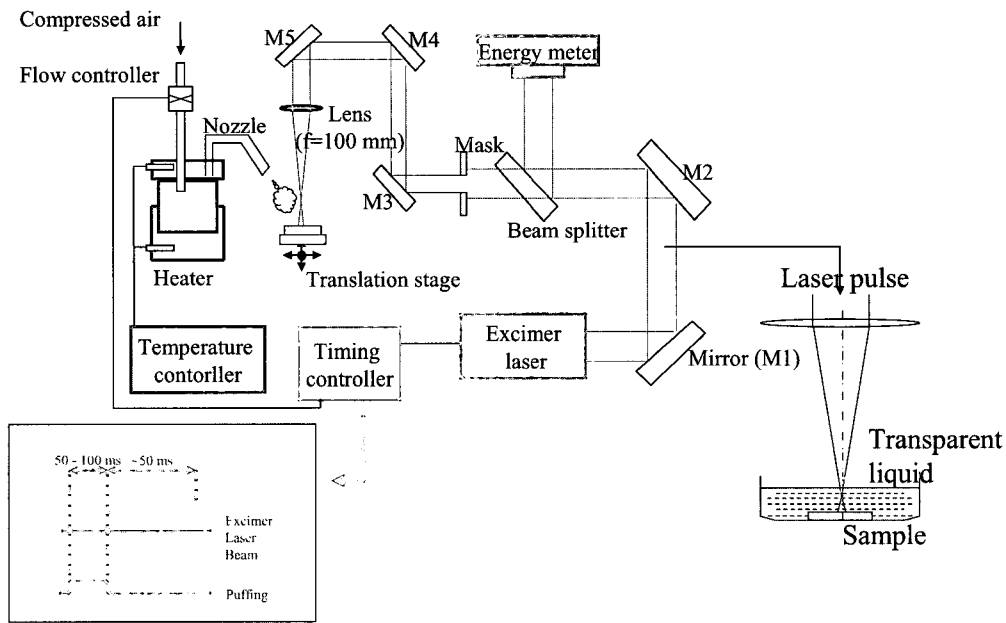 Compressed air
Flow controller
Nozzle
M5
M4
Lens
(f=100 mm)
Energy meter
Mask
M3
M2
Beam splitter
Heater
Translation stage
Laser pulse
Temperature
contorller
Timing
controller
Excimer
laser
Mirror (M1)
Transparent
liquid
Sample
50 - 100 ms
~50 ms
Excimer
Laser
Beam
Puffing